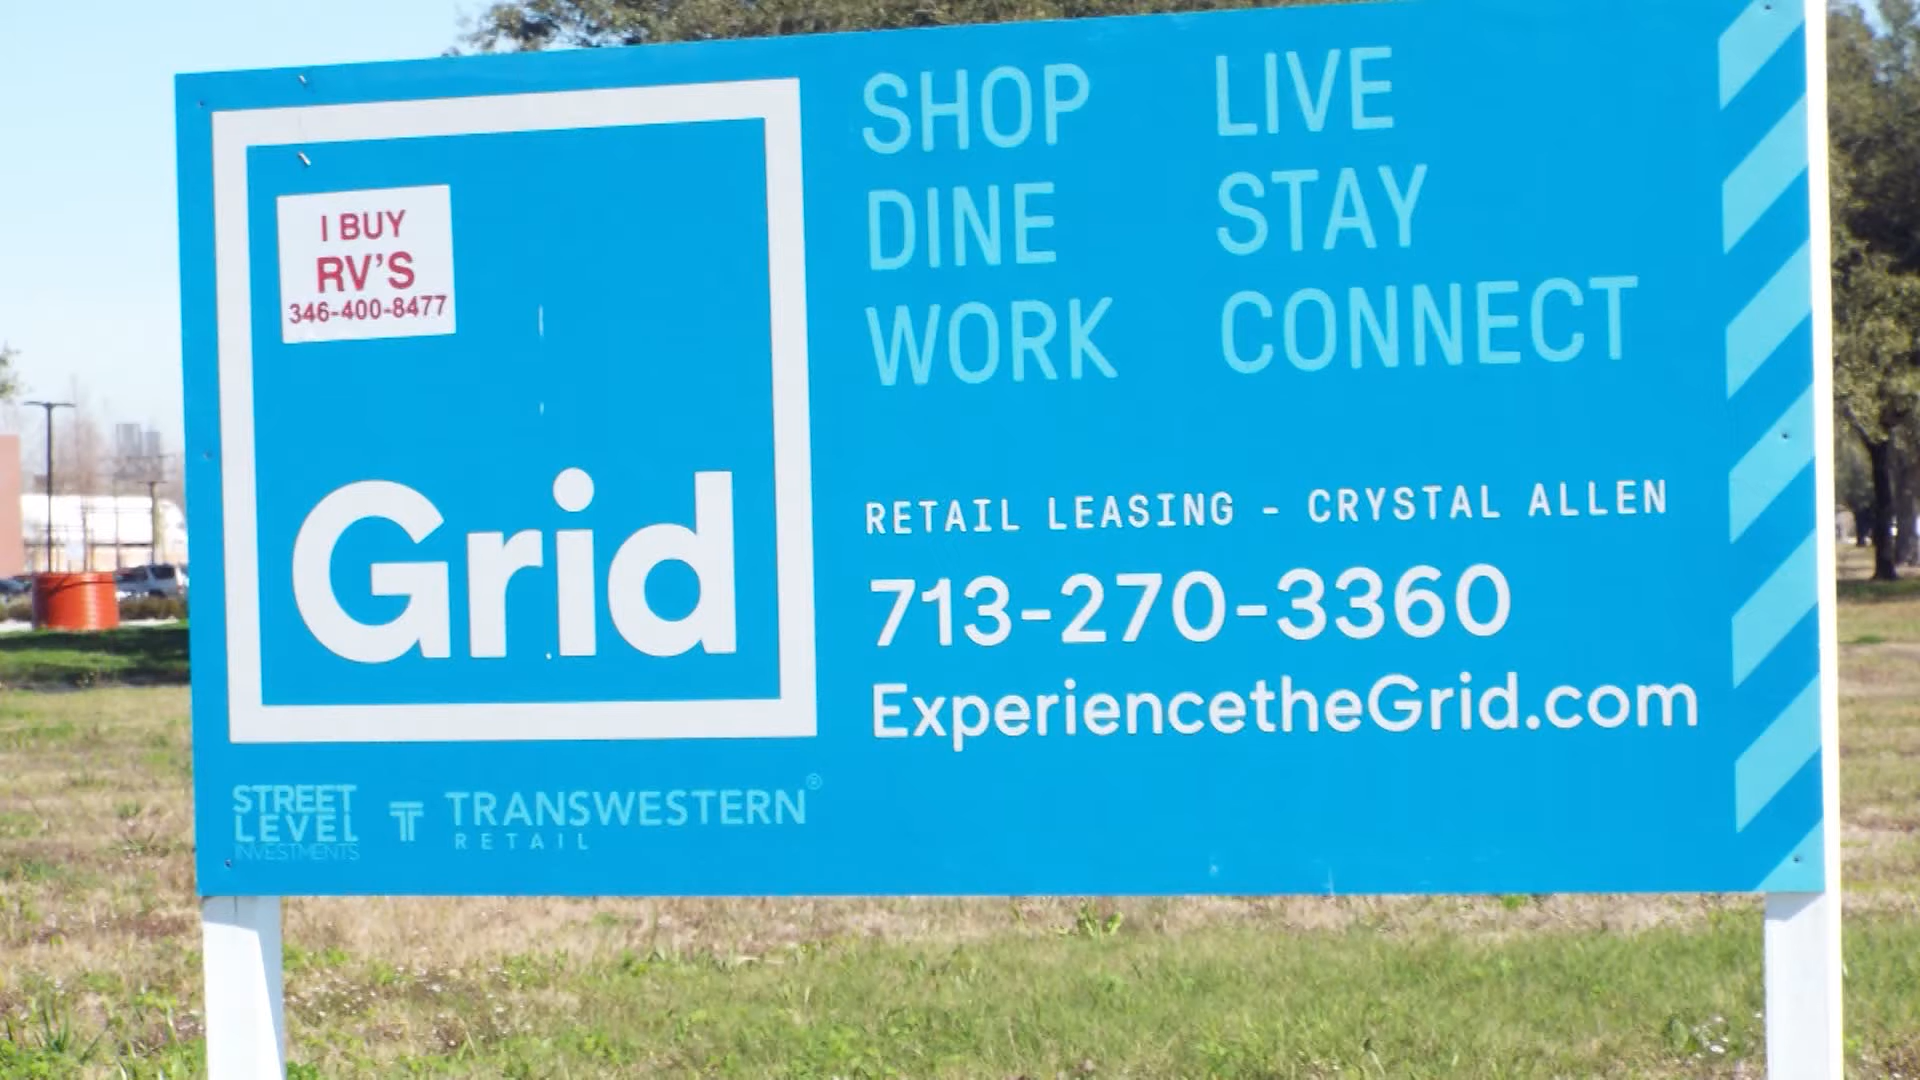 I BUY
RV'S
346-400-8477
Grid
SHOP
DINE
WORK
LIVE
STAY
CONNECT
RETAIL LEASING - CRYSTAL ALLEN
713-270-3360
ExperiencetheGrid.com
STREET
LEVEL
INVESTMENTS
TRANSWESTERN®
RETAIL